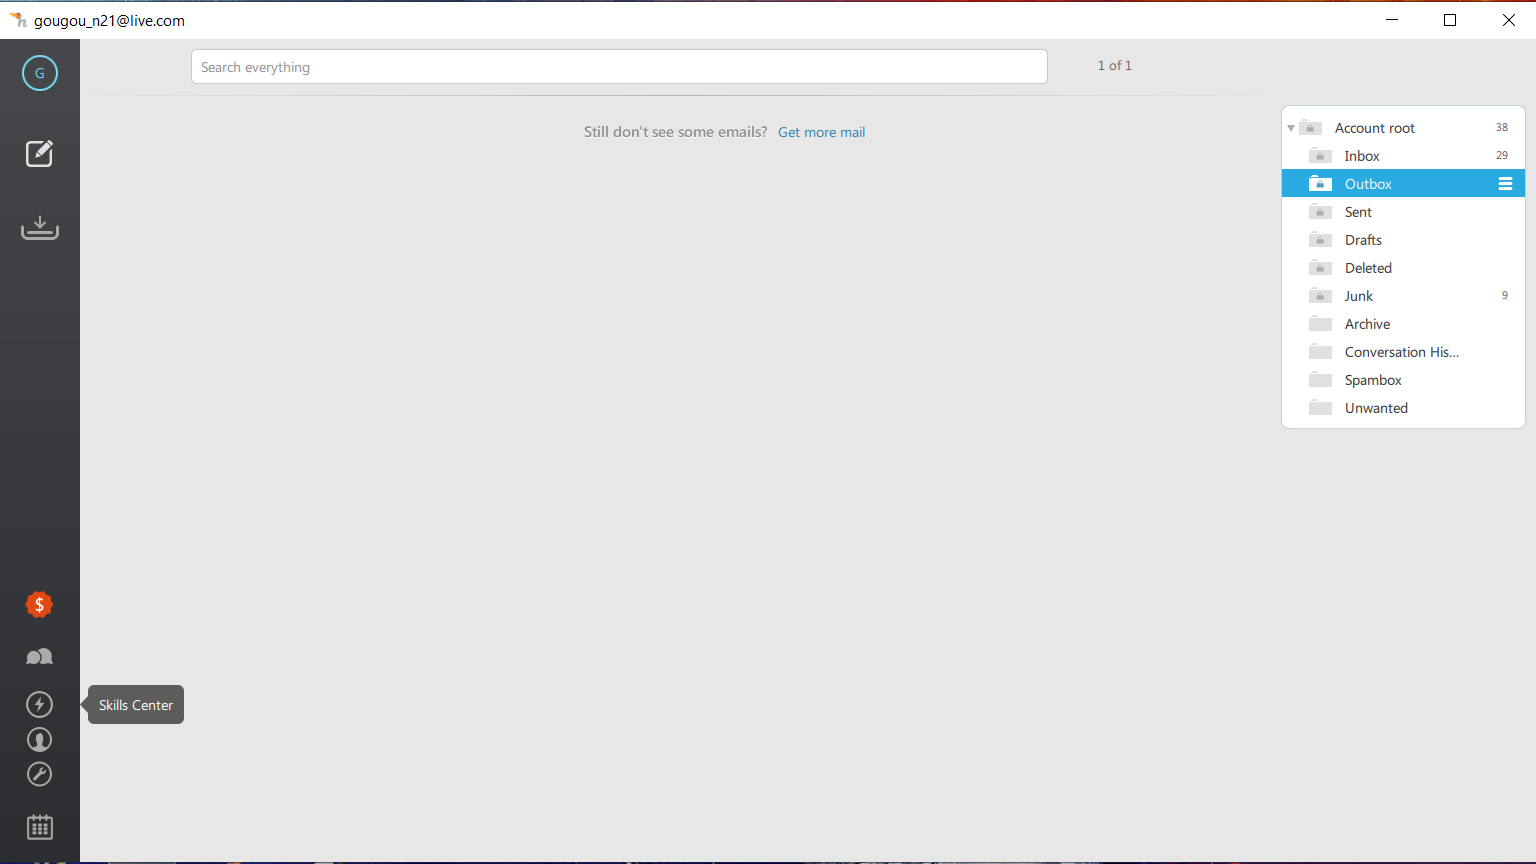 gougou_n21@live.com
G
Search everything
1 of 1
Still don't see some emails? Get more mail
Account root 38
Inbox 29
Outbox
Sent
Drafts
Deleted
Junk 9
Archive
Conversation His...
Spambox
Unwanted
$
Skills Center